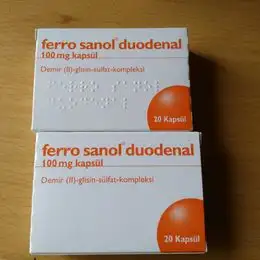 ferro sanol® duodenal
100 mg kapsül
Demir (II)-glisin-sülfat-kompleksi
20 Kapsül
ferro sanol® duodenal
100 mg kapsül
Demir (II)-glisin-sülfat-kompleksi
20 Kapsül